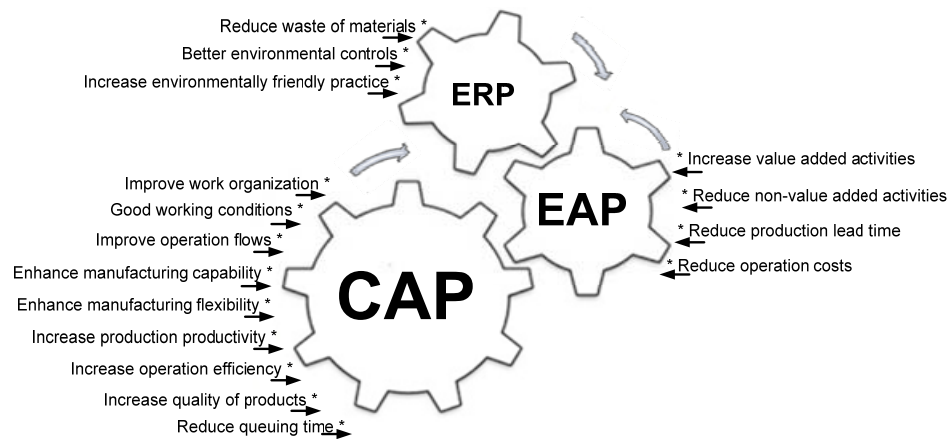 Reduce waste of materials *
Better environmental controls *
Increase environmentally friendly practice *
ERP
* Increase value added activities
* Reduce non-value added activities
* Reduce production lead time
* Reduce operation costs
EAP
Improve work organization *
Good working conditions *
Improve operation flows *
Enhance manufacturing capability *
Enhance manufacturing flexibility *
Increase production productivity *
Increase operation efficiency *
Increase quality of products *
Reduce queuing time *
CAP